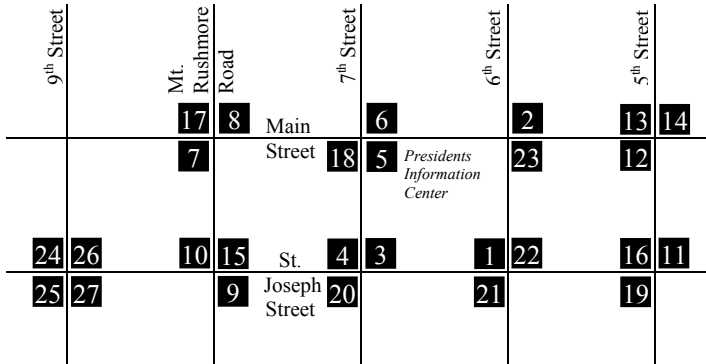 9th Street
Mt.
Rushmore
Road
7th Street
6th Street
5th Street
17 8 Main 6 2 13 14
7 Street 18 5 Presidents 23 12
Information
Center
24 26 10 15 St. 4 3 1 22 16 11
25 27 9 Joseph 20 21 19
Street